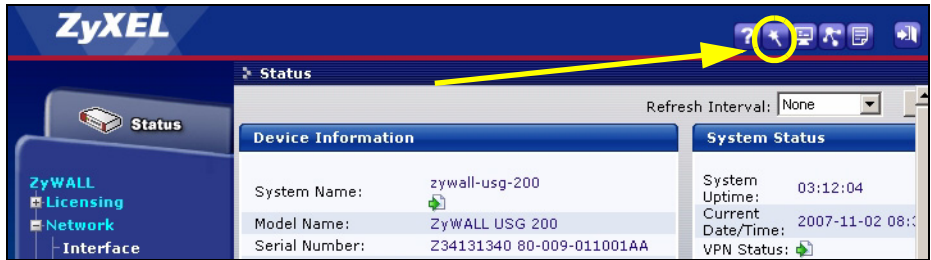 ZyXEL
?
Status
Refresh Interval: None
Status
Device Information
System Status
ZyWALL
Licensing
Network
Interface
System Name: zywall-usg-200
Model Name: ZyWALL USG 200
Serial Number: Z34131340 80-009-011001AA
System
Uptime: 03:12:04
Current
Date/Time: 2007-11-02 08:
VPN Status: